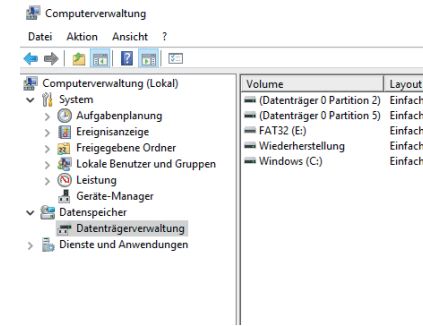 Computerverwaltung
Datei Aktion Ansicht ?
Computerverwaltung (Lokal)
System
Aufgabenplanung
Ereignisanzeige
Freigegebene Ordner
Lokale Benutzer und Gruppen
Leistung
Geräte-Manager
Datenspeicher
Datenträgerverwaltung
Dienste und Anwendungen
Volume Layout
(Datenträger 0 Partition 2) Einfach
(Datenträger 0 Partition 5) Einfach
FAT32 (E:) Einfach
Wiederherstellung Einfach
Windows (C:) Einfach